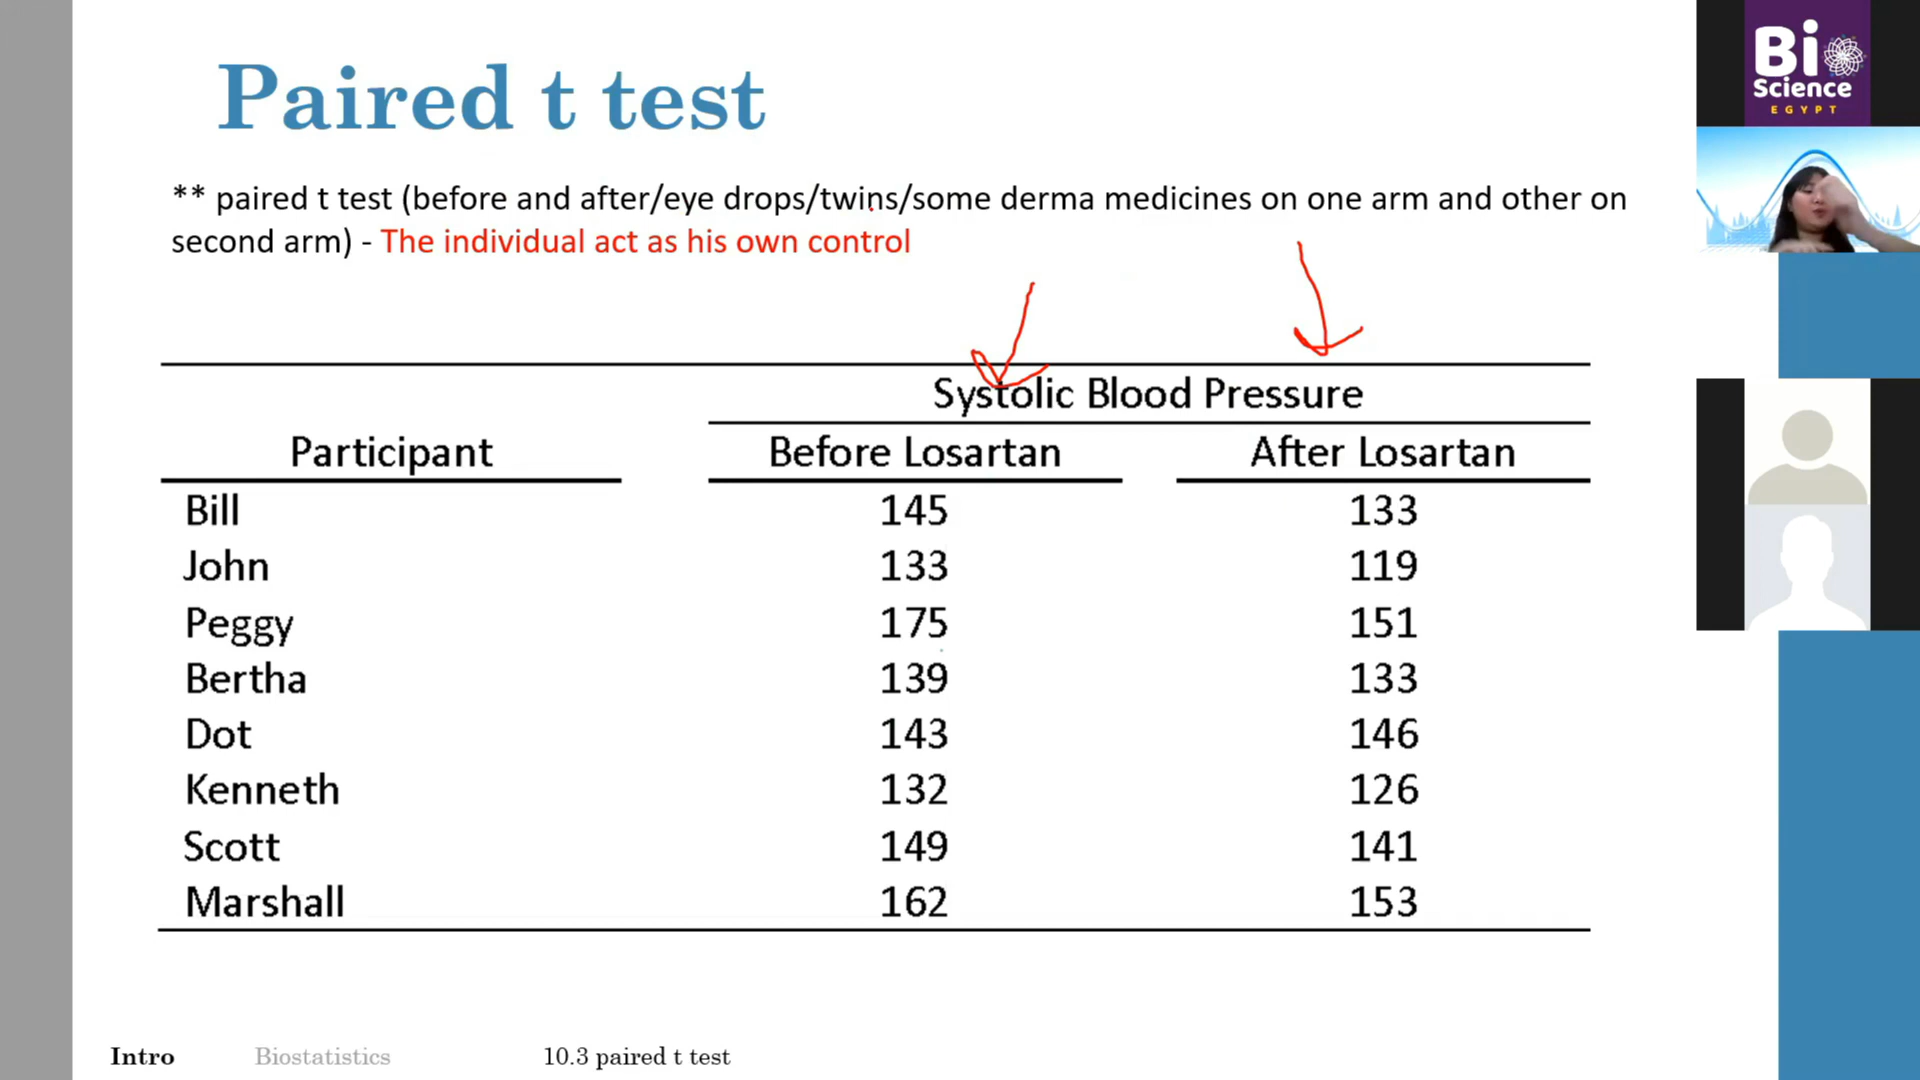 Paired t test
** paired t test (before and after/eye drops/twins/some derma medicines on one arm and other on
second arm) - The individual act as his own control
Systolic Blood Pressure
Participant Before Losartan After Losartan
Bill 145 133
John 133 119
Peggy 175 151
Bertha 139 133
Dot 143 146
Kenneth 132 126
Scott 149 141
Marshall 162 153
Intro Biostatistics 10.3 paired t test
Bi
Science
EGYPT